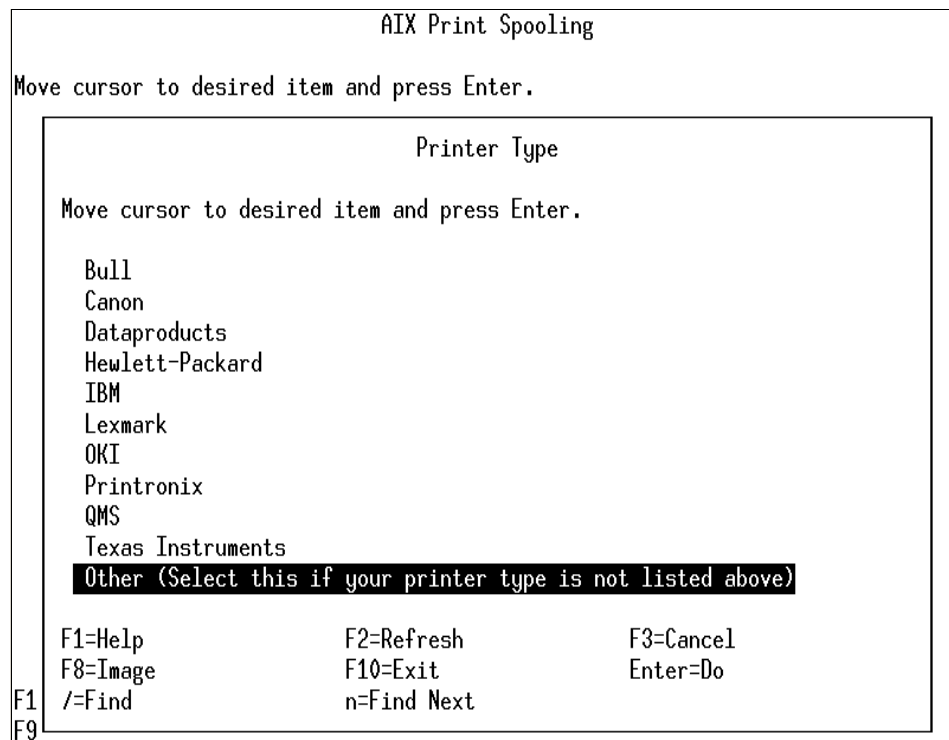 AIX Print Spooling
Move cursor to desired item and press Enter.
Printer Type
Move cursor to desired item and press Enter.
Bull
Canon
Dataproducts
Hewlett-Packard
IBM
Lexmark
OKI
Printronix
QMS
Texas Instruments
Other (Select this if your printer type is not listed above)
F1=Help F2=Refresh F3=Cancel
F8=Image F10=Exit Enter=Do
F1 /=Find n=Find Next
F9